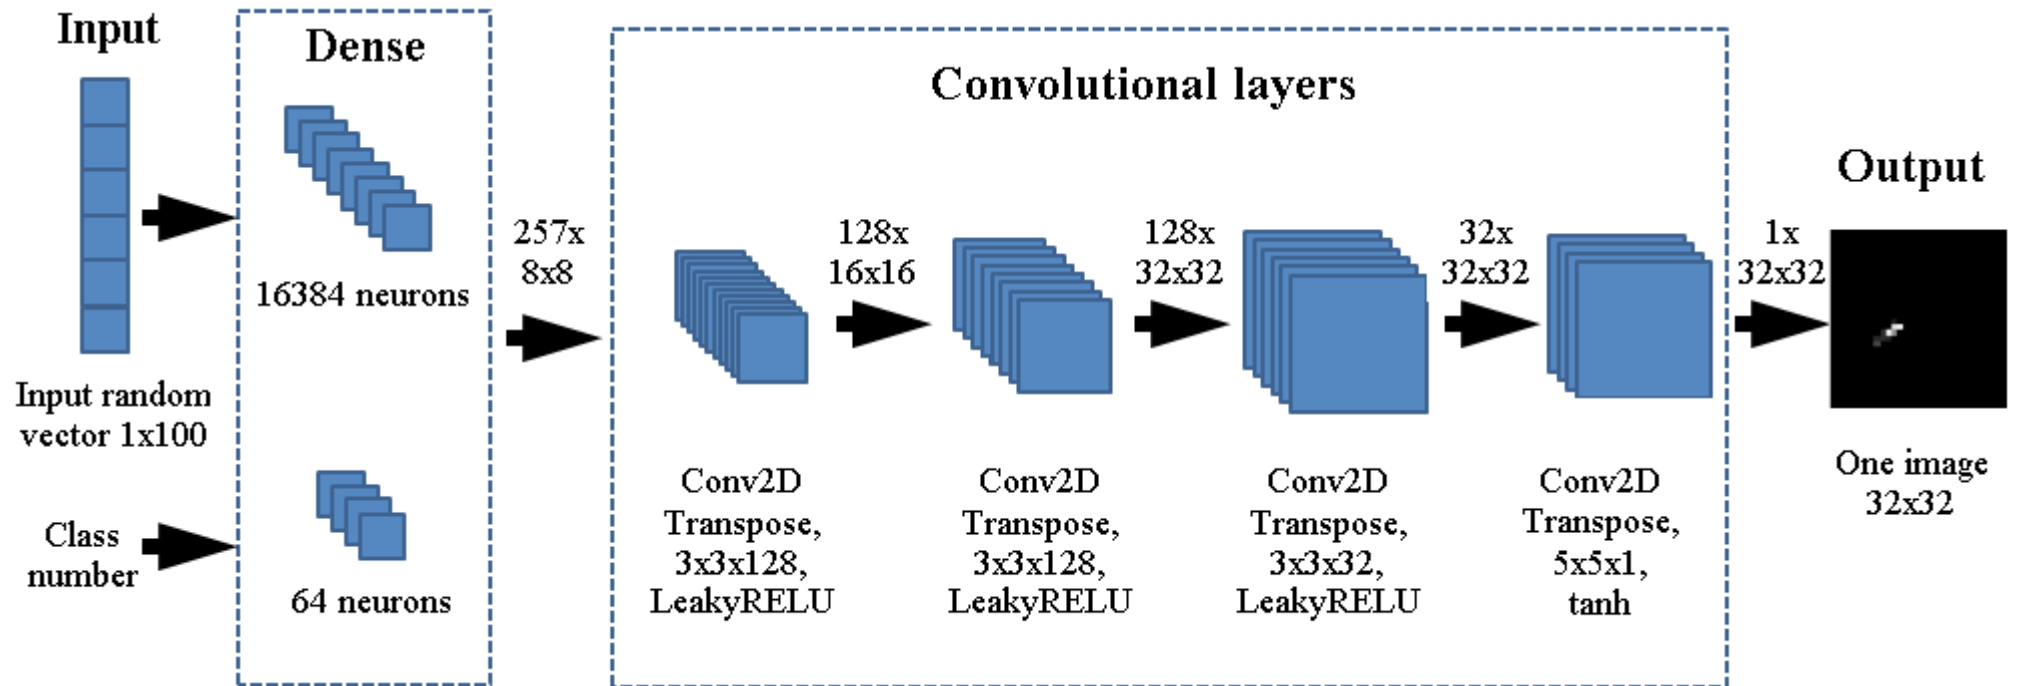 Input
Input random
vector 1x100
Class
number
Dense
16384 neurons
64 neurons
257x
8x8
Convolutional layers
Conv2D
Transpose,
3x3x128,
LeakyRELU
128x
16x16
Conv2D
Transpose,
3x3x128,
LeakyRELU
128x
32x32
Conv2D
Transpose,
3x3x32,
LeakyRELU
32x
32x32
Conv2D
Transpose,
5x5x1,
tanh
1x
32x32
Output
One image
32x32